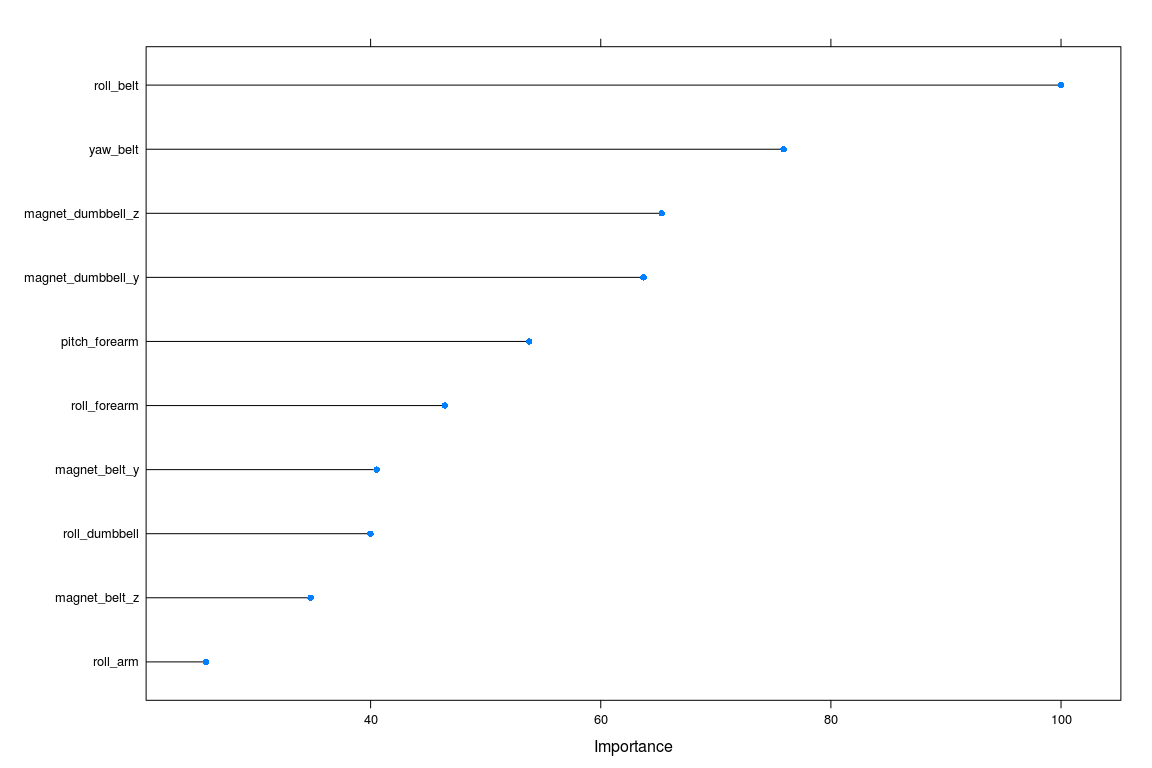 roll_belt
yaw_belt
magnet_dumbbell_z
magnet_dumbbell_y
pitch_forearm
roll_forearm
magnet_belt_y
roll_dumbbell
magnet_belt_z
roll_arm
40 60 80 100
Importance